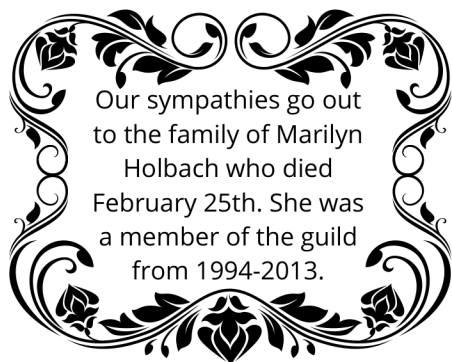 Our sympathies go out
to the family of Marilyn
Holbach who died
February 25th. She was
a member of the guild
from 1994-2013.